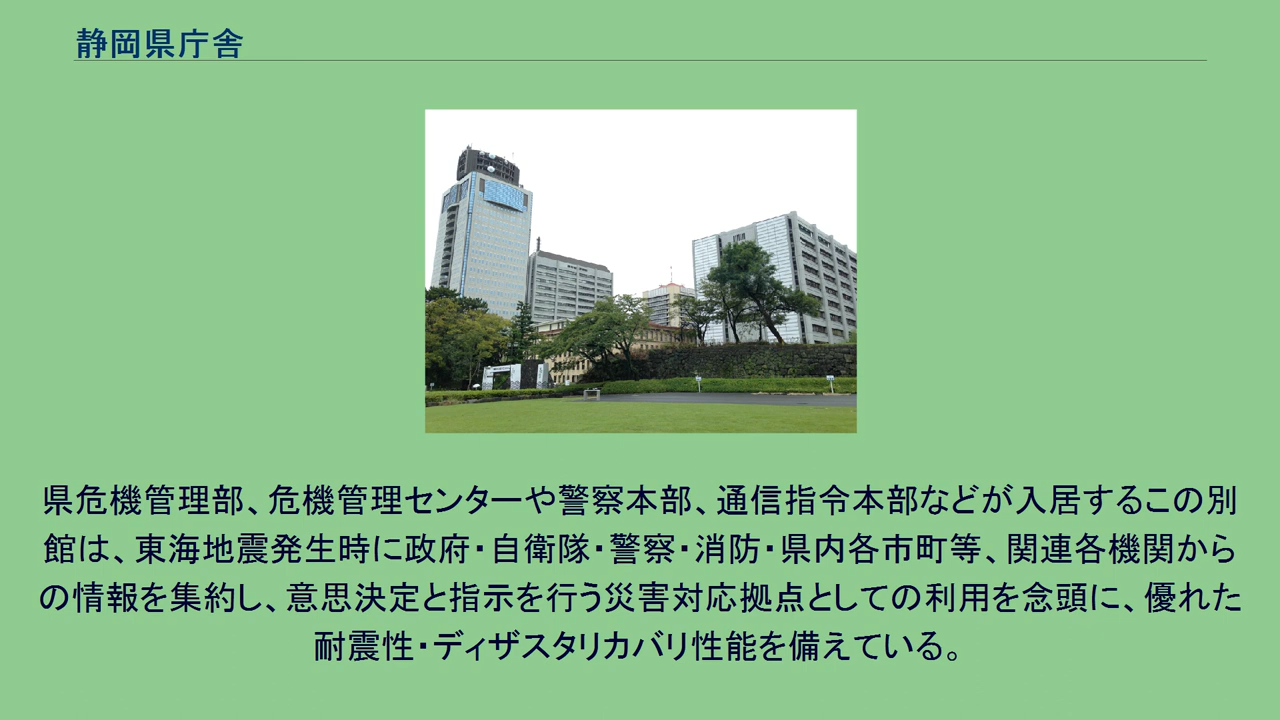 静岡県庁舎
県危機管理部、危機管理センターや警察本部、通信指令本部などが入居するこの別
館は、東海地震発生時に政府・自衛隊・警察・消防・県内各市町等、関連各機関から
の情報を集約し、意思決定と指示を行う災害対応拠点としての利用を念頭に、優れた
耐震性・ディザスタリカバリ性能を備えている。